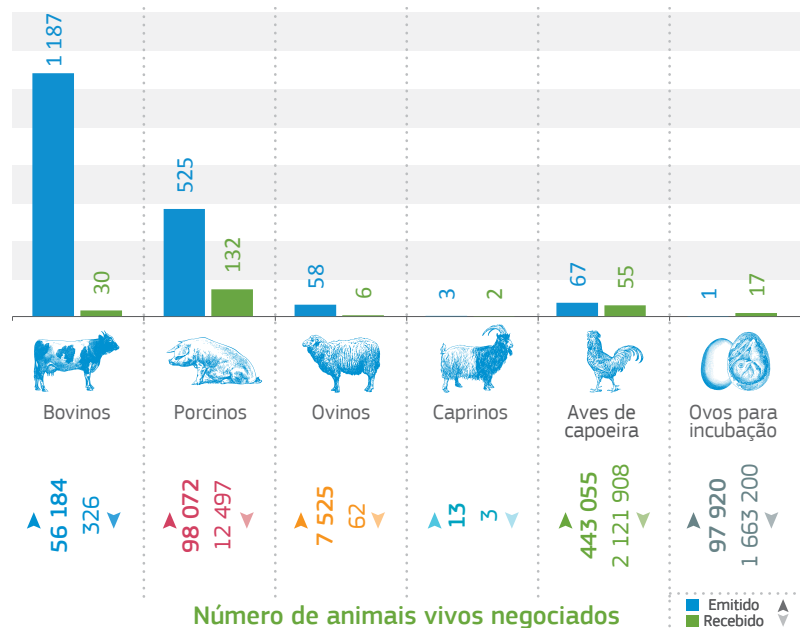 1 187
30
525
132
58
6
3
2
67
55
1
17
Bovinos
Porcinos
Ovinos
Caprinos
Aves de
capoeira
Ovos para
incubação
56 184
326
98 072
12 497
7 525
62
13
3
443 055
2 121 908
97 920
1 663 200
Número de animais vivos negociados
Emitido
Recebido